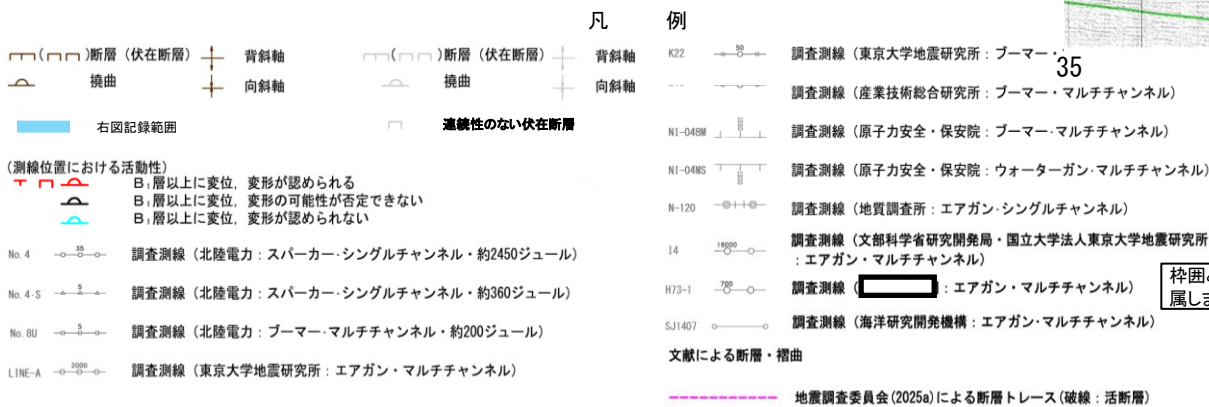 凡 例
(
)断層（伏在断層）
背斜軸
撓曲
向斜軸
(
)断層（伏在断層）
背斜軸
撓曲
向斜軸
右図記録範囲
連続性のない伏在断層
(測線位置における活動性)
B₁層以上に変位，変形が認められる
B₁層以上に変位，変形の可能性が否定できない
B₁層以上に変位，変形が認められない
No. 4 35 調査測線（北陸電力：スパーカー・シングルチャンネル・約2450ジュール）
No. 4-S 5 調査測線（北陸電力：スパーカー・シングルチャンネル・約360ジュール）
No. 8U 5 調査測線（北陸電力：ブーマー・マルチチャンネル・約200ジュール）
LINE-A 2000 調査測線（東京大学地震研究所：エアガン・マルチチャンネル）
K22 50 調査測線（東京大学地震研究所：ブーマー・
35
調査測線（産業技術総合研究所：ブーマー・マルチチャンネル）
NI-04BM 1000 調査測線（原子力安全・保安院：ブーマー・マルチチャンネル）
NI-04MS 調査測線（原子力安全・保安院：ウォーターガン・マルチチャンネル）
N-120 調査測線（地質調査所：エアガン・シングルチャンネル）
I4 16000 調査測線（文部科学省研究開発局・国立大学法人東京大学地震研究所
：エアガン・マルチチャンネル）
H73-1 700 調査測線（ ：エアガン・マルチチャンネル）
枠囲
属しま
SJ1407 調査測線（海洋研究開発機構：エアガン・マルチチャンネル）
文献による断層・褶曲
地震調査委員会(2025a)による断層トレース(破線：活断層)